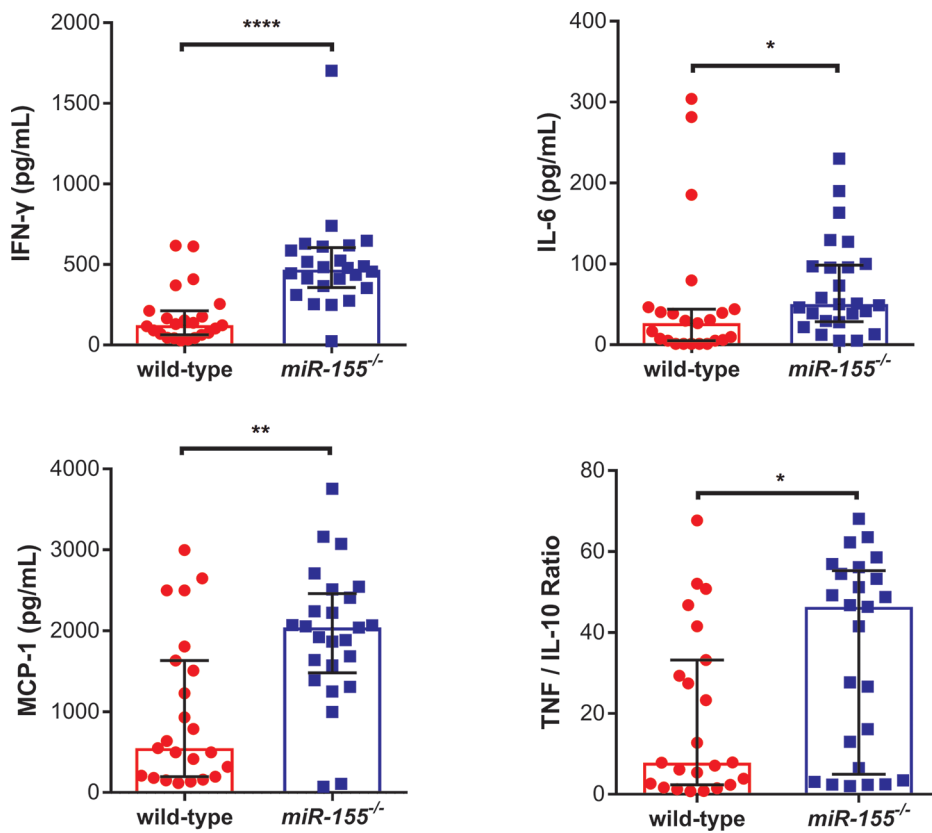 IFN-γ (pg/mL)
2000
1500
1000
500
0
****
wild-type
miR-155-/-
IL-6 (pg/mL)
400
300
200
100
0
*
wild-type
miR-155-/-
MCP-1 (pg/mL)
4000
3000
2000
1000
0
**
wild-type
miR-155-/-
TNF / IL-10 Ratio
80
60
40
20
0
*
wild-type
miR-155-/-